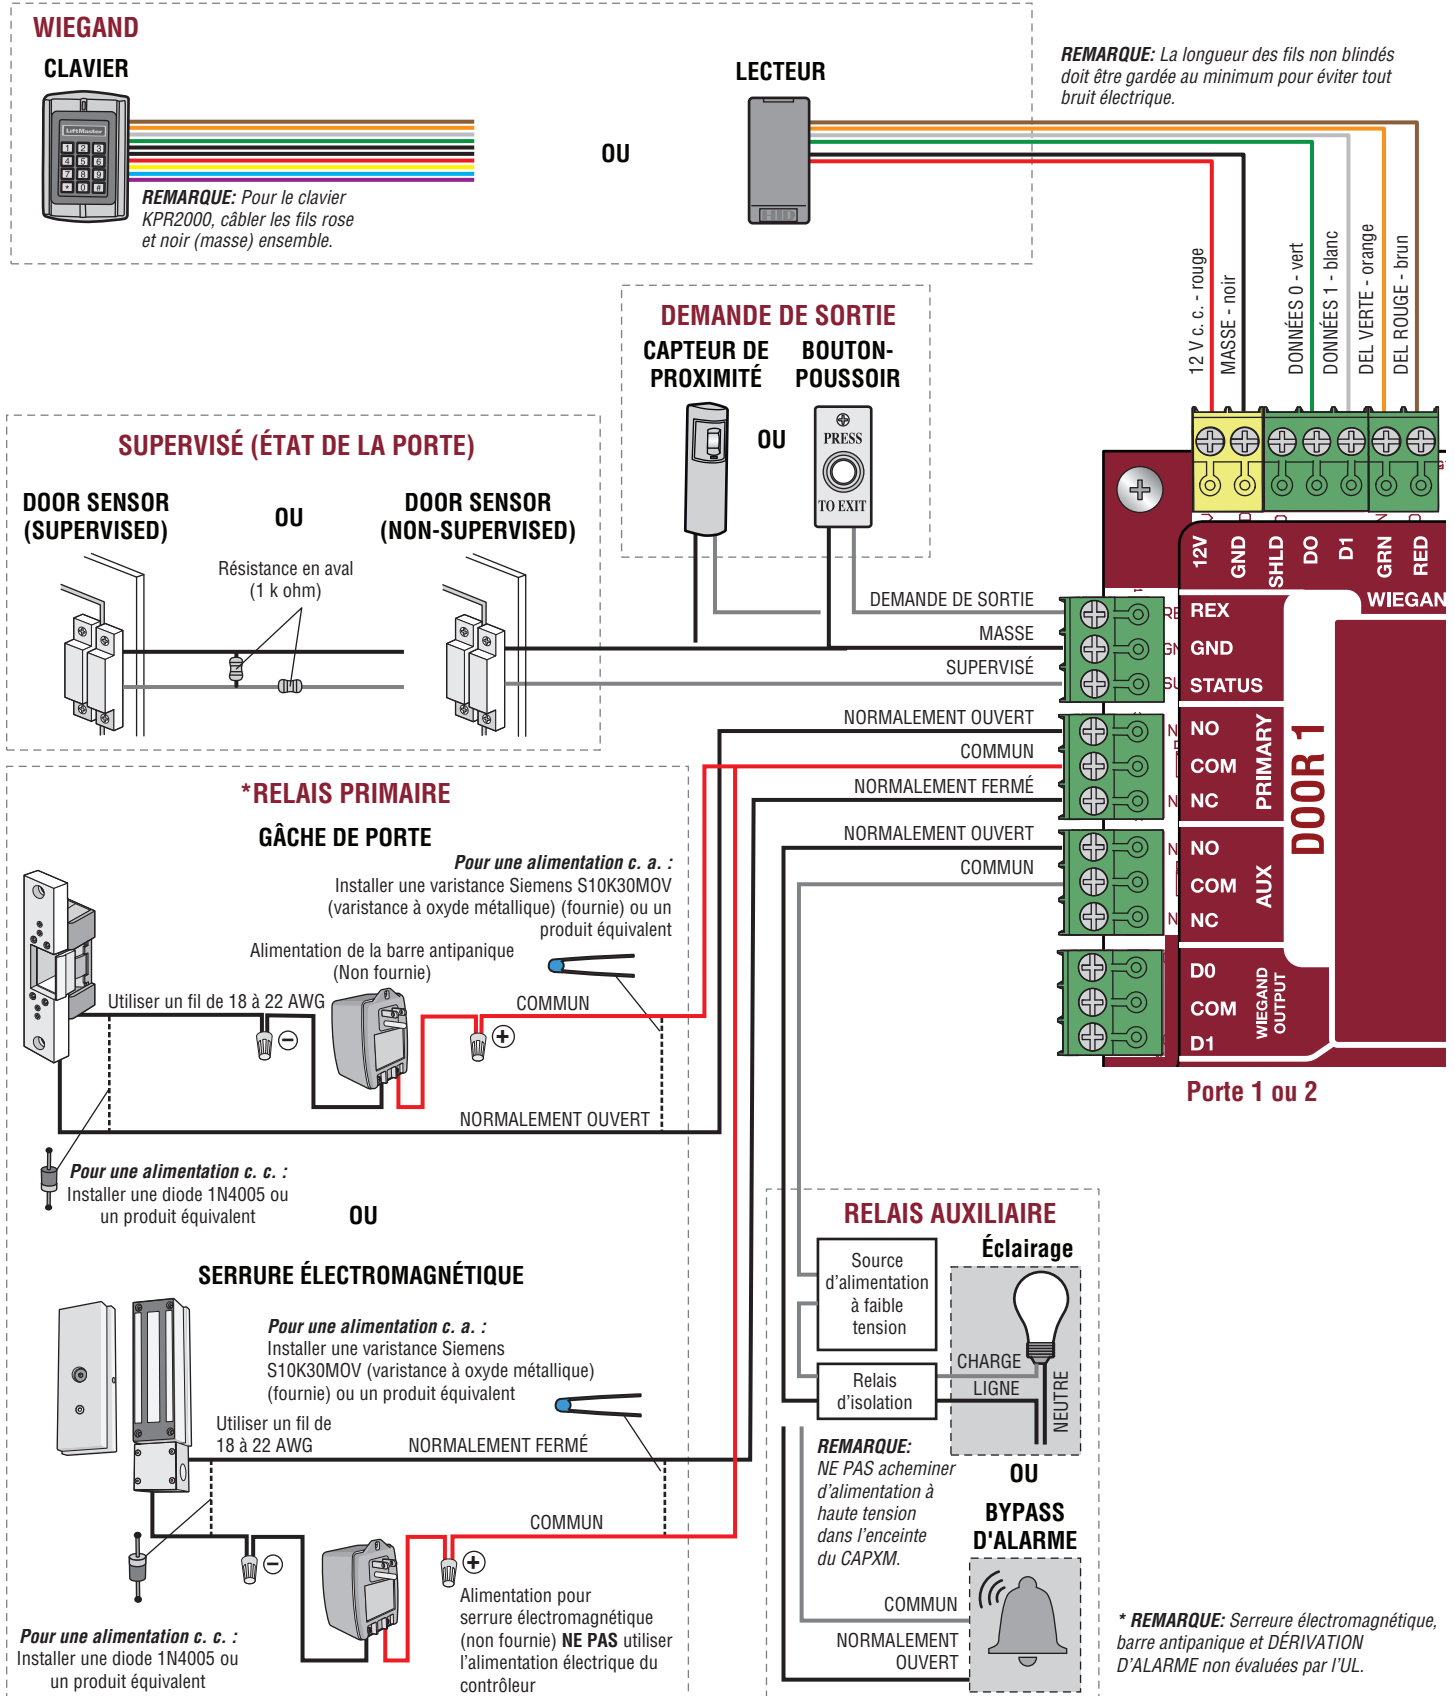 WIEGAND
CLAVIER
LiftMaster
1 2 3
4 5 6
7 8 9
* 0 #
REMARQUE: Pour le clavier
KPR2000, câbler les fils rose
et noir (masse) ensemble.
OU
LECTEUR
HID
REMARQUE: La longueur des fils non blindés
doit être gardée au minimum pour éviter tout
bruit électrique.
12 V c. c. - rouge
MASSE - noir
DONNÉES 0 - vert
DONNÉES 1 - blanc
DEL VERTE - orange
DEL ROUGE - brun
DEMANDE DE SORTIE
CAPTEUR DE
PROXIMITÉ
OU
BOUTON-
POUSSOIR
PRESS
TO EXIT
SUPERVISÉ (ÉTAT DE LA PORTE)
DOOR SENSOR
(SUPERVISED)
OU
DOOR SENSOR
(NON-SUPERVISED)
Résistance en aval
(1 k ohm)
DEMANDE DE SORTIE
MASSE
SUPERVISÉ
NORMALEMENT OUVERT
COMMUN
NORMALEMENT FERMÉ
NORMALEMENT OUVERT
COMMUN
12V
GND
SHLD
DO
D1
GRN
RED
WIEGAN
REX
GND
STATUS
NO
COM
NC
PRIMARY
NO
COM
NC
AUX
DOOR 1
D0
COM
D1
WIEGAND
OUTPUT
Porte 1 ou 2
*RELAIS PRIMAIRE
GÂCHE DE PORTE
Pour une alimentation c. a. :
Installer une varistance Siemens S10K30MOV
(varistance à oxyde métallique) (fournie) ou un
produit équivalent
Alimentation de la barre antipanique
(Non fournie)
Utiliser un fil de 18 à 22 AWG
COMMUN
NORMALEMENT OUVERT
Pour une alimentation c. c. :
Installer une diode 1N4005 ou
un produit équivalent
OU
SERRURE ÉLECTROMAGNÉTIQUE
Pour une alimentation c. a. :
Installer une varistance Siemens
S10K30MOV (varistance à oxyde métallique)
(fournie) ou un produit équivalent
Utiliser un fil de
18 à 22 AWG
NORMALEMENT FERMÉ
COMMUN
Alimentation pour
serrure électromagnétique
(non fournie) NE PAS utiliser
l'alimentation électrique du
contrôleur
Pour une alimentation c. c. :
Installer une diode 1N4005 ou
un produit équivalent
RELAIS AUXILIAIRE
Source
d'alimentation
à faible
tension
Éclairage
Relais
d'isolation
CHARGE
LIGNE
NEUTRE
REMARQUE:
NE PAS acheminer
d'alimentation à
haute tension
dans l'enceinte
du CAPXM.
OU
BYPASS
D'ALARME
COMMUN
NORMALEMENT
OUVERT
* REMARQUE: Serreure électromagnétique,
barre antipanique et DÉRIVATION
D'ALARME non évaluées par l'UL.